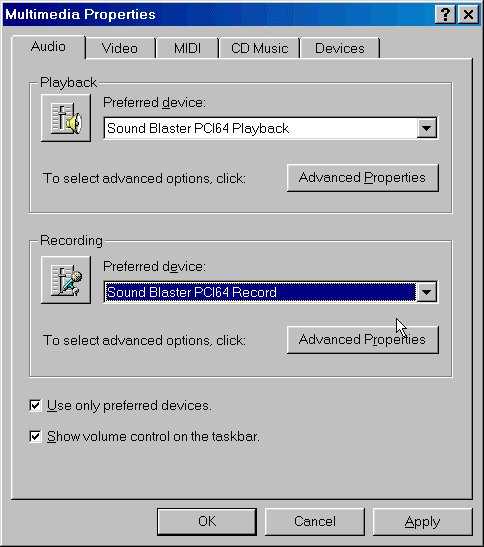 Multimedia Properties
Audio Video MIDI CD Music Devices
Playback
Preferred device:
Sound Blaster PCI64 Playback
To select advanced options, click: Advanced Properties
Recording
Preferred device:
Sound Blaster PCI64 Record
To select advanced options, click: Advanced Properties
Use only preferred devices.
Show volume control on the taskbar.
OK Cancel Apply